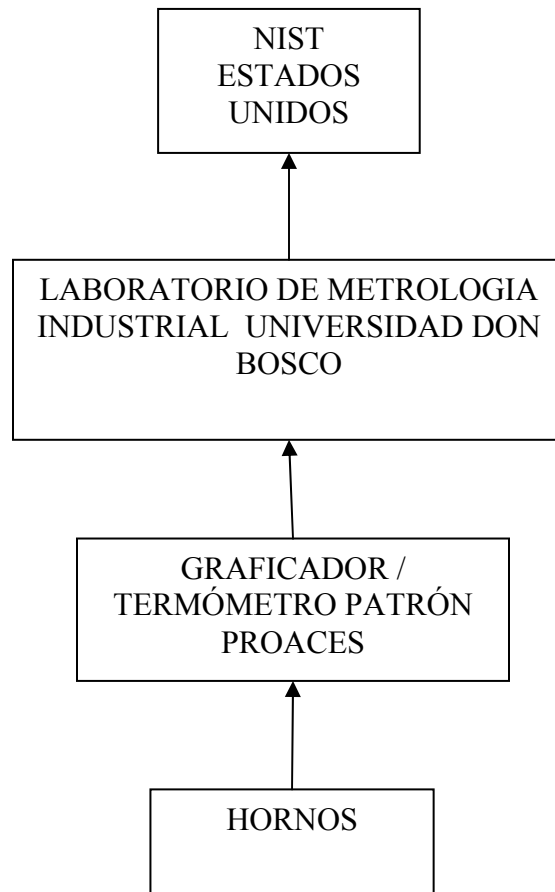 NIST
ESTADOS
UNIDOS
LABORATORIO DE METROLOGIA
INDUSTRIAL UNIVERSIDAD DON
BOSCO
GRAFICADOR /
TERMÓMETRO PATRÓN
PROACES
HORNOS